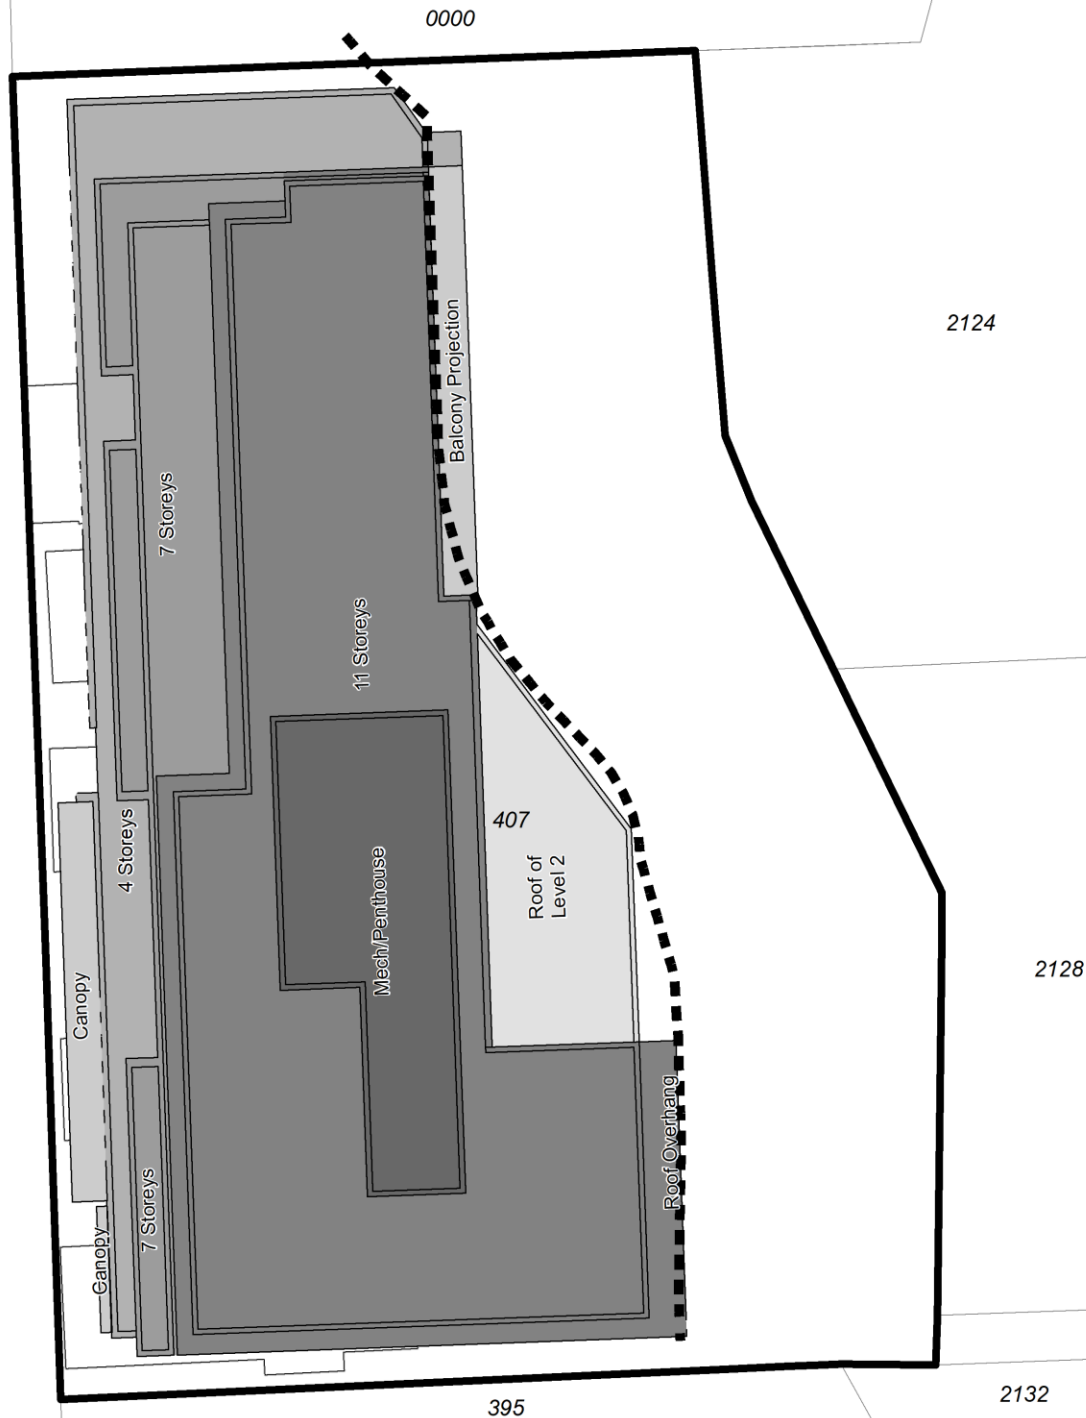 0000
2124
Balcony Projection
7 Storeys
11 Storeys
407
4 Storeys
Roof of
Level 2
Mech/Penthouse
2128
Canopy
Roof Overhang
7 Storeys
Canopy
2132
395